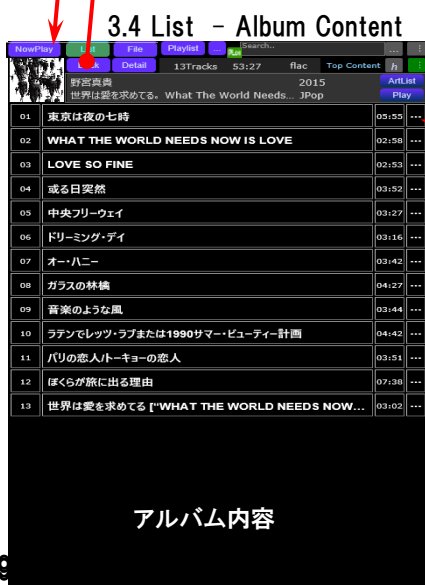 3.4 List – Album Content
NowPlay List File Playlist ... Search... ... ⋮
Back Detail 13Tracks 53:27 flac Top Content h ⋮
野宮真貴 2015 ArtList
世界は愛を求めてる。What The World Needs... JPop Play
01 東京は夜の七時 05:55 ---
02 WHAT THE WORLD NEEDS NOW IS LOVE 02:58 ---
03 LOVE SO FINE 02:53 ---
04 或る日突然 03:52 ---
05 中央フリーウェイ 03:27 ---
06 ドリーミング・デイ 03:16 ---
07 オー・ハニー 03:42 ---
08 ガラスの林檎 04:27 ---
09 音楽のような風 03:44 ---
10 ラテンでレッツ・ラブまたは1990サマー・ビューティー計画 04:42 ---
11 パリの恋人/トーキョーの恋人 03:51 ---
12 ぼくらが旅に出る理由 07:38 ---
13 世界は愛を求めてる ["WHAT THE WORLD NEEDS NOW... 03:02 ---
アルバム内容
9